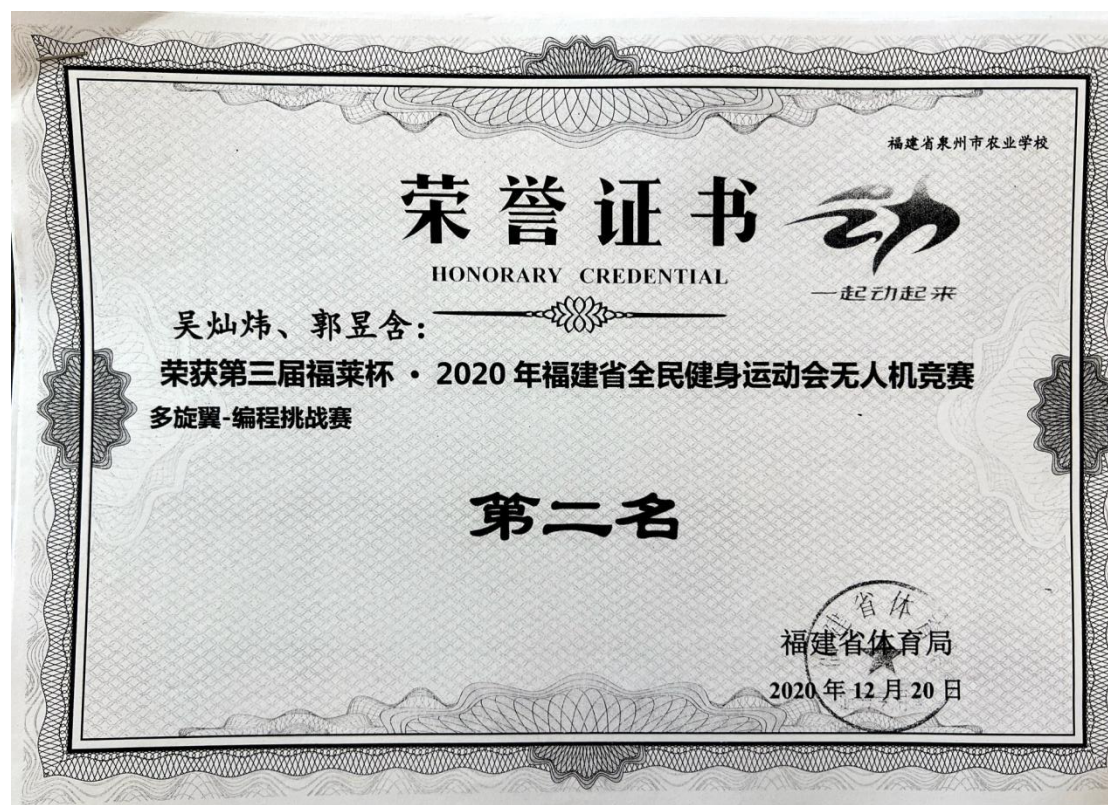 福建省泉州市农业学校
荣誉证书
HONORARY CREDENTIAL
一起动起来
吴灿炜、郭昱含：
荣获第三届福莱杯·2020年福建省全民健身运动会无人机竞赛
多旋翼-编程挑战赛
第二名
福建省体育局
2020年12月20日